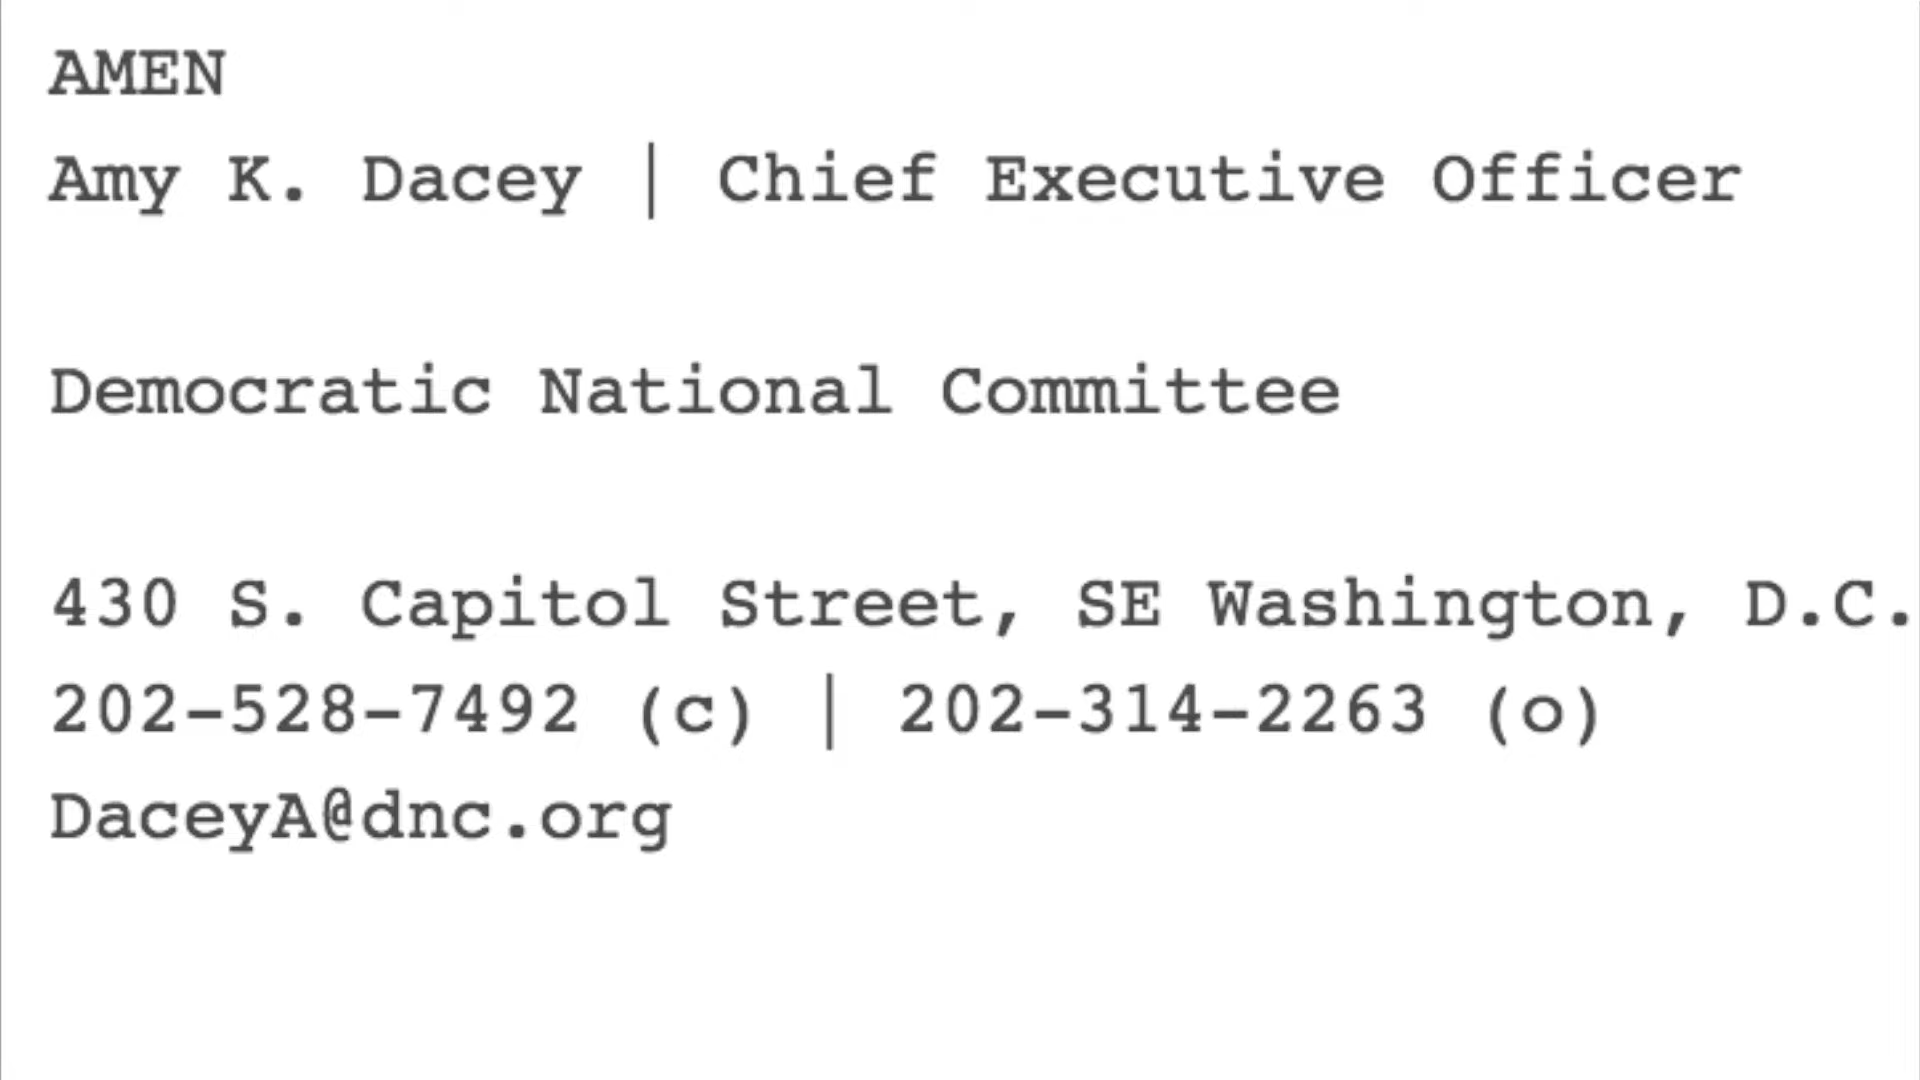 AMEN
Amy K. Dacey | Chief Executive Officer
Democratic National Committee
430 S. Capitol Street, SE Washington, D.C.
202-528-7492 (c) | 202-314-2263 (o)
DaceyA@dnc.org